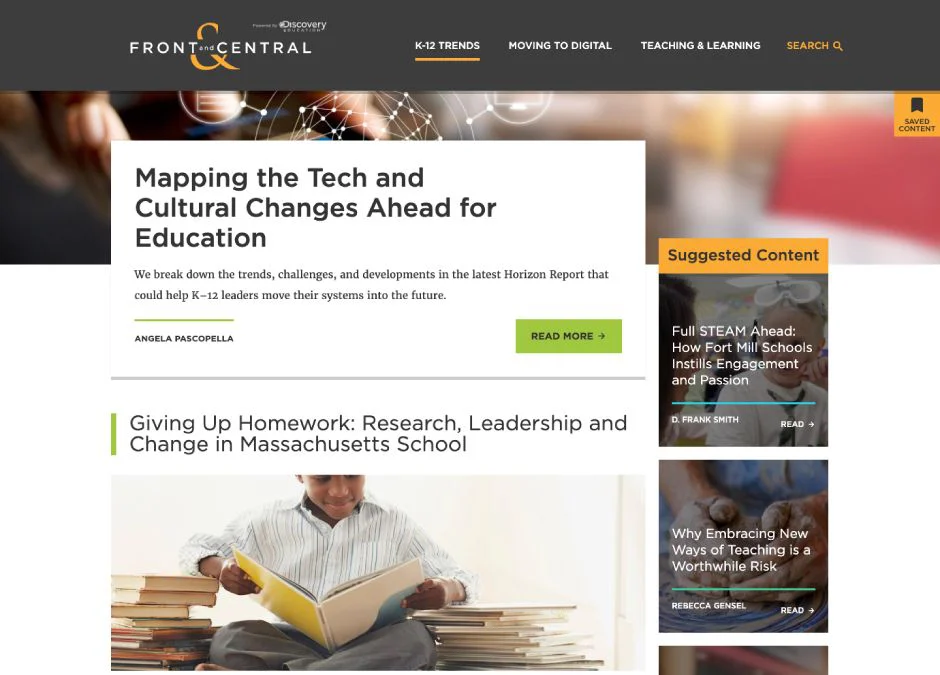 Powered by Discovery
EDUCATION
FRONT and CENTRAL
&
K-12 TRENDS
MOVING TO DIGITAL
TEACHING & LEARNING
SEARCH
SAVED
CONTENT
Mapping the Tech and
Cultural Changes Ahead for
Education
We break down the trends, challenges, and developments in the latest Horizon Report that
could help K–12 leaders move their systems into the future.
ANGELA PASCOPELLA
READ MORE →
Giving Up Homework: Research, Leadership and
Change in Massachusetts School
Suggested Content
Full STEAM Ahead:
How Fort Mill Schools
Instills Engagement
and Passion
D. FRANK SMITH
READ →
Why Embracing New
Ways of Teaching is a
Worthwhile Risk
REBECCA GENSEL
READ →